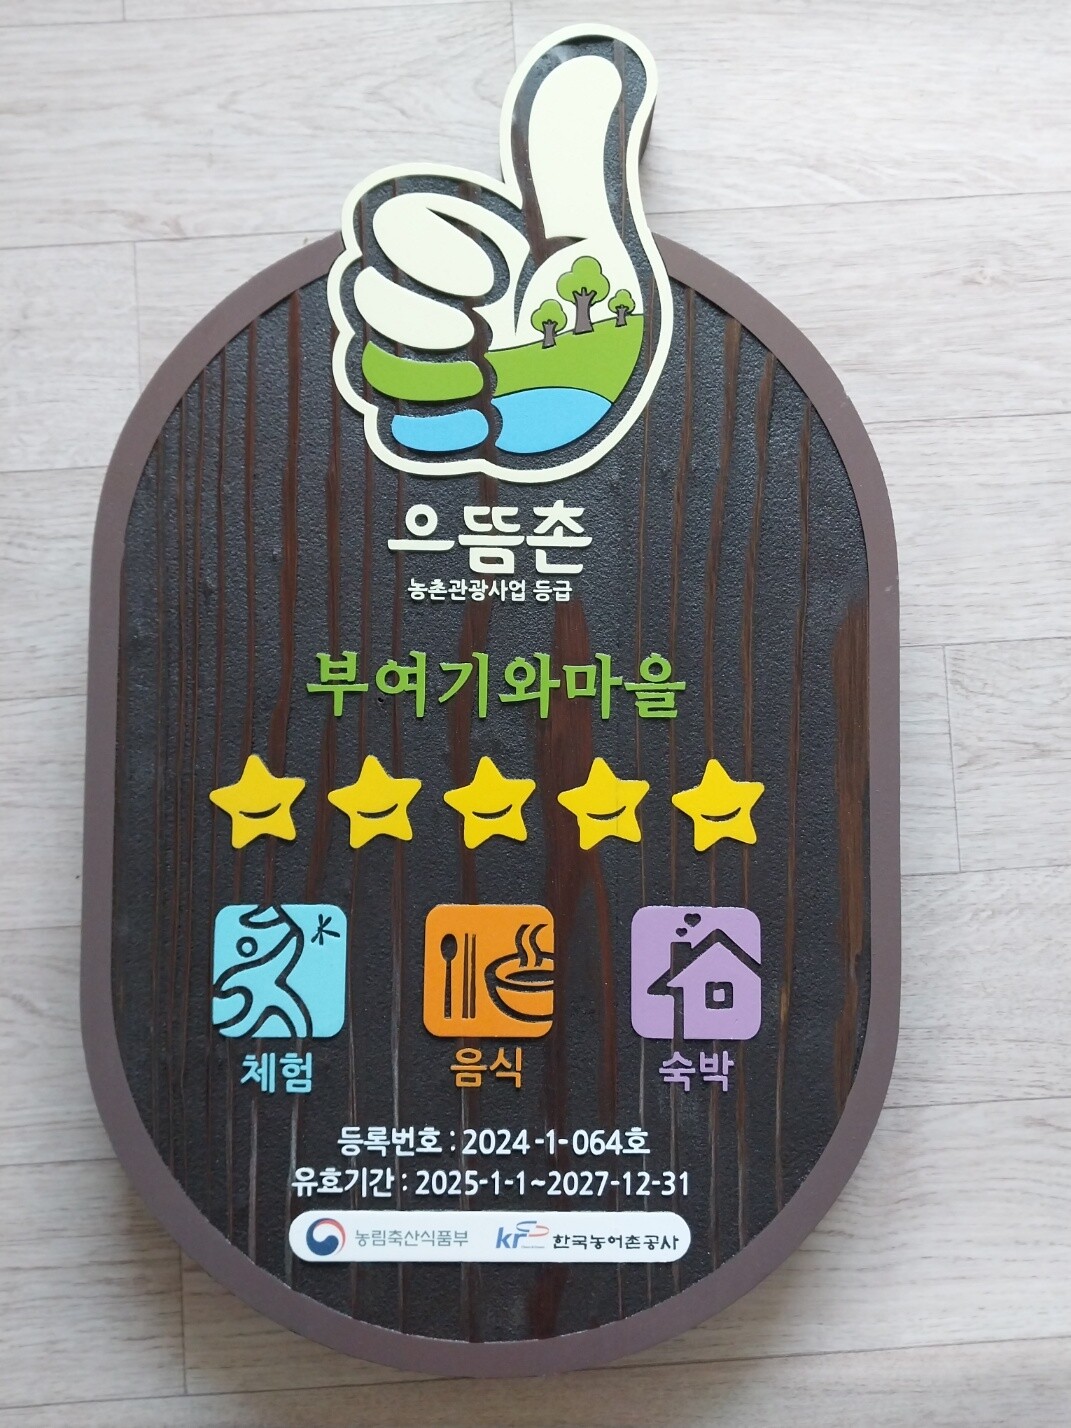 으뜸촌
농촌관광사업 등급
부여기와마을
체험 음식 숙박
등록번호 : 2024-1-064호
유효기간 : 2025-1-1~2027-12-31
농림축산식품부 kr 한국농어촌공사